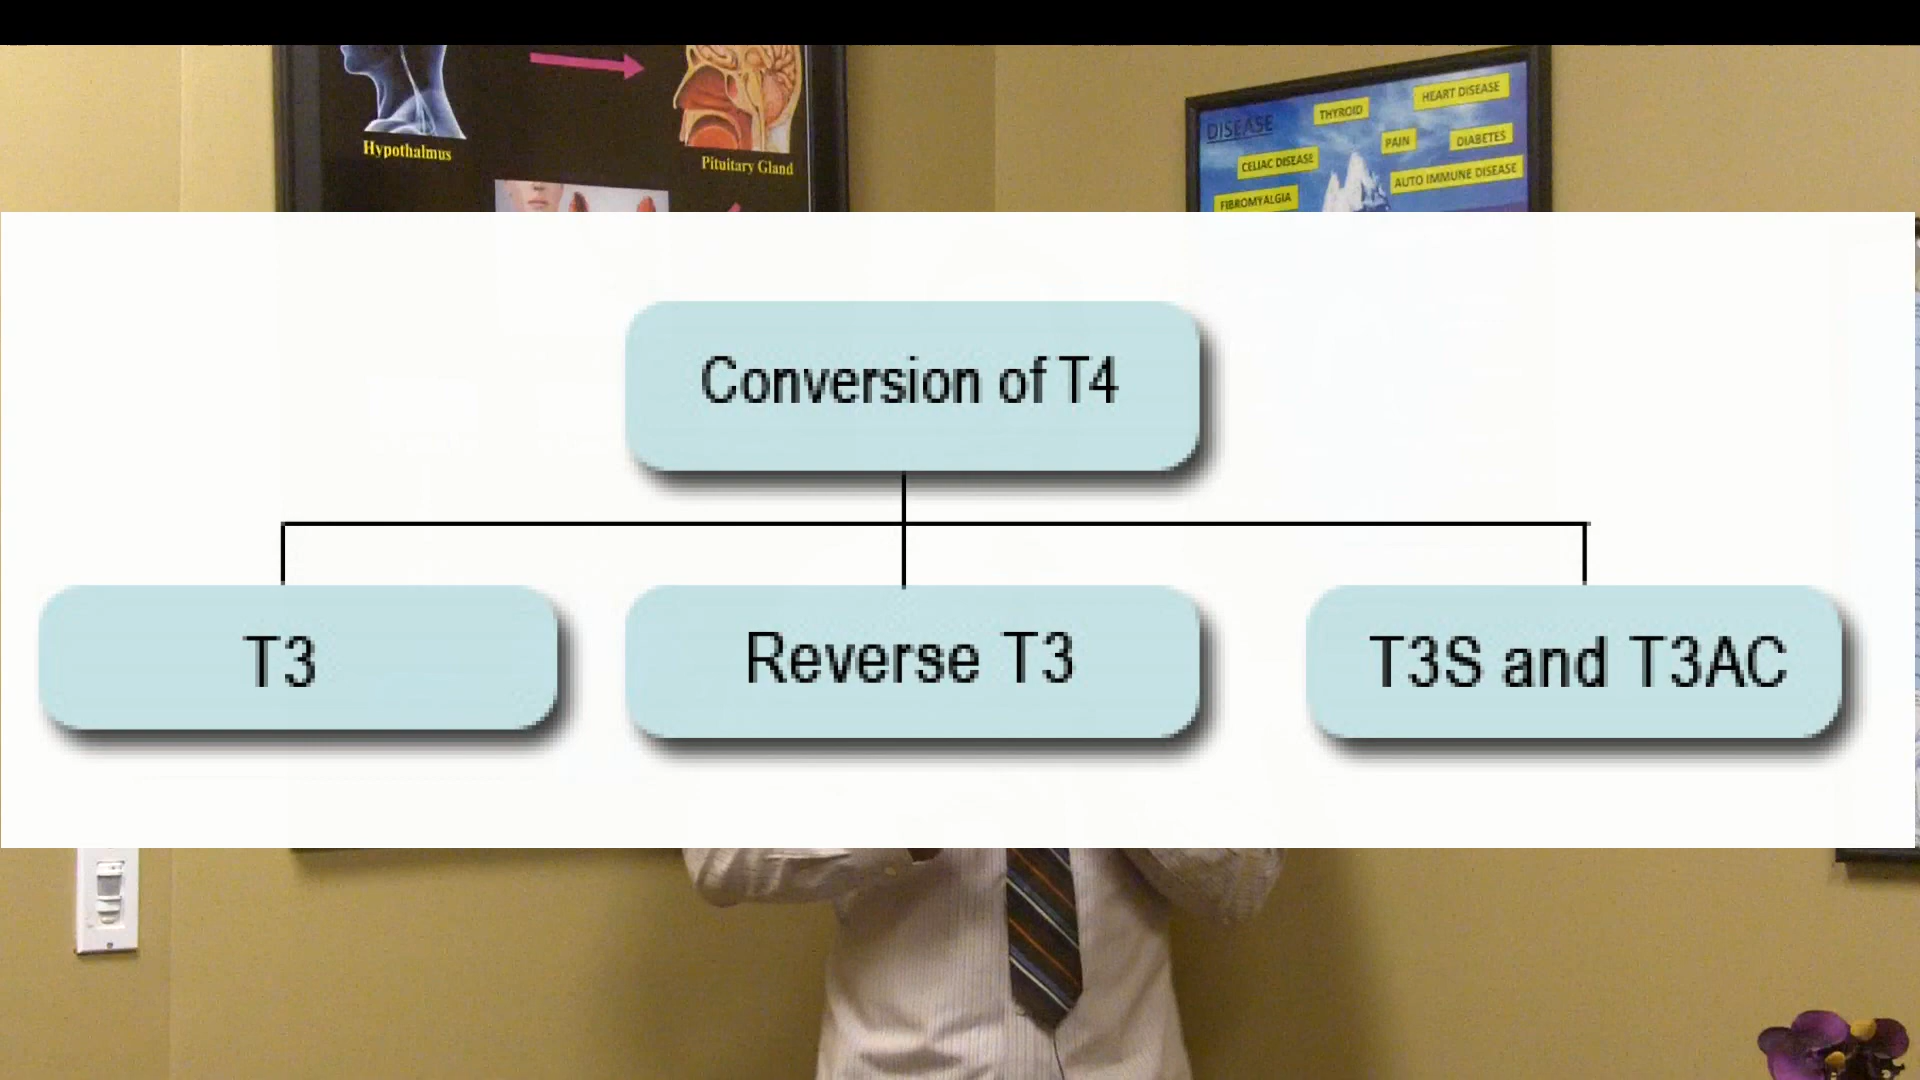 Hypothalmus
Pituitary Gland
DISEASE
THYROID
HEART DISEASE
CELIAC DISEASE
PAIN
DIABETES
AUTO IMMUNE DISEASE
FIBROMYALGIA
Conversion of T4
T3
Reverse T3
T3S and T3AC